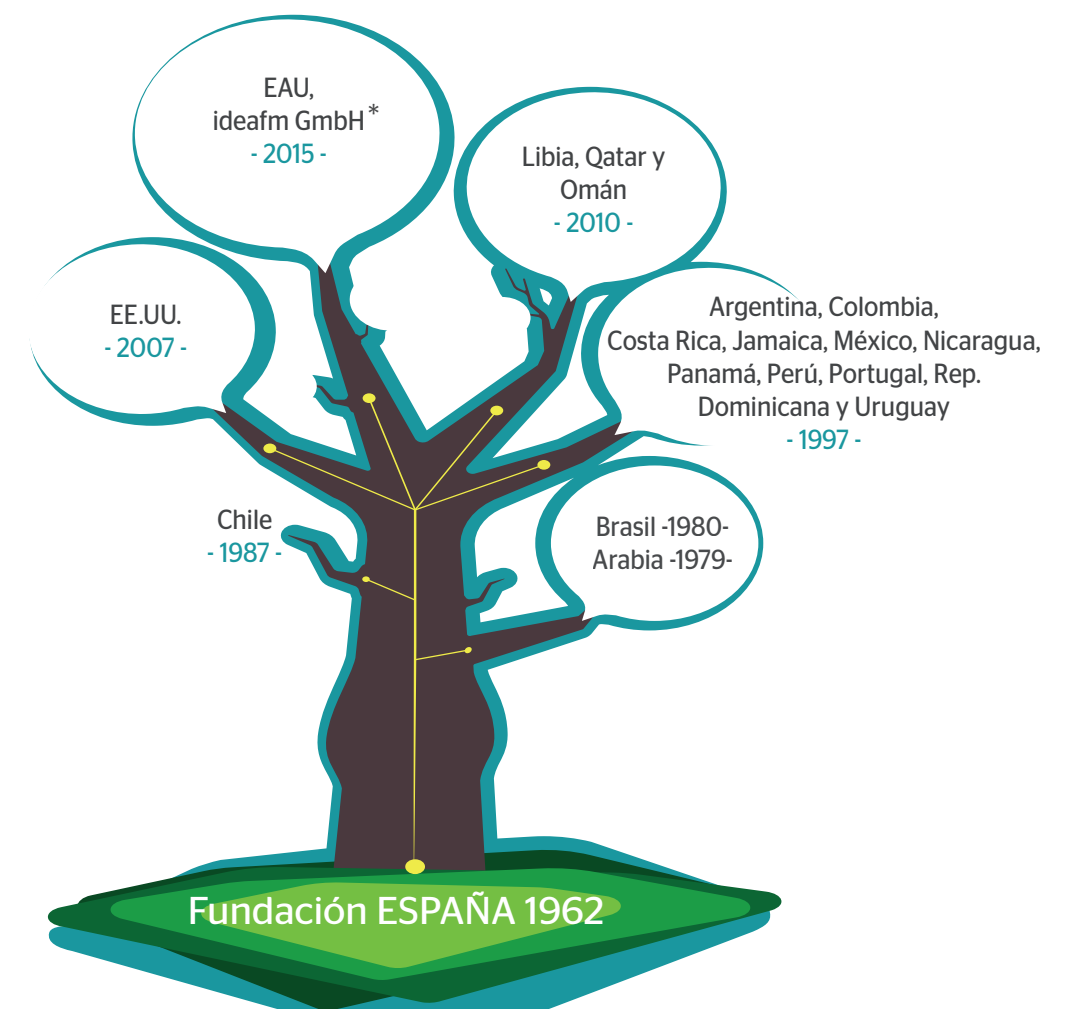 EAU,
ideafm GmbH*
- 2015 -
Libia, Qatar y
Omán
- 2010 -
EE.UU.
- 2007 -
Argentina, Colombia,
Costa Rica, Jamaica, México, Nicaragua,
Panamá, Perú, Portugal, Rep.
Dominicana y Uruguay
- 1997 -
Chile
- 1987 -
Brasil -1980-
Arabia -1979-
Fundación ESPAÑA 1962